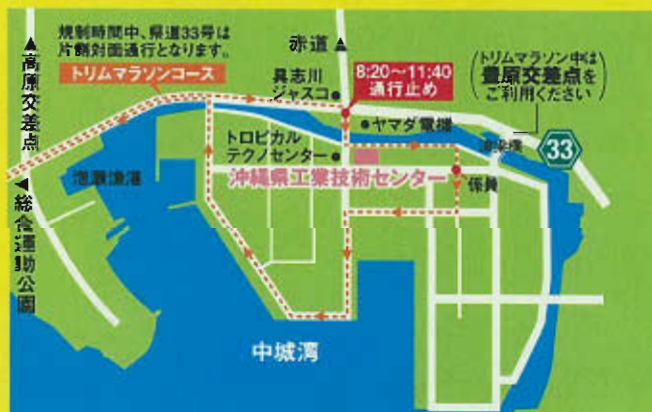 規制時間中、県道33号は
片側対面通行となります。
トリムマラソンコース
▲高原交差点
◀総合運動公園
赤道▲
具志川
ジャスコ
8:20〜11:40
通行止め
ヤマダ電機
トリムマラソン中は
豊原交差点を
ご利用ください
33
トロピカル
テクノセンター
沖縄県工業技術センター
係員
泡瀬漁港
中城湾